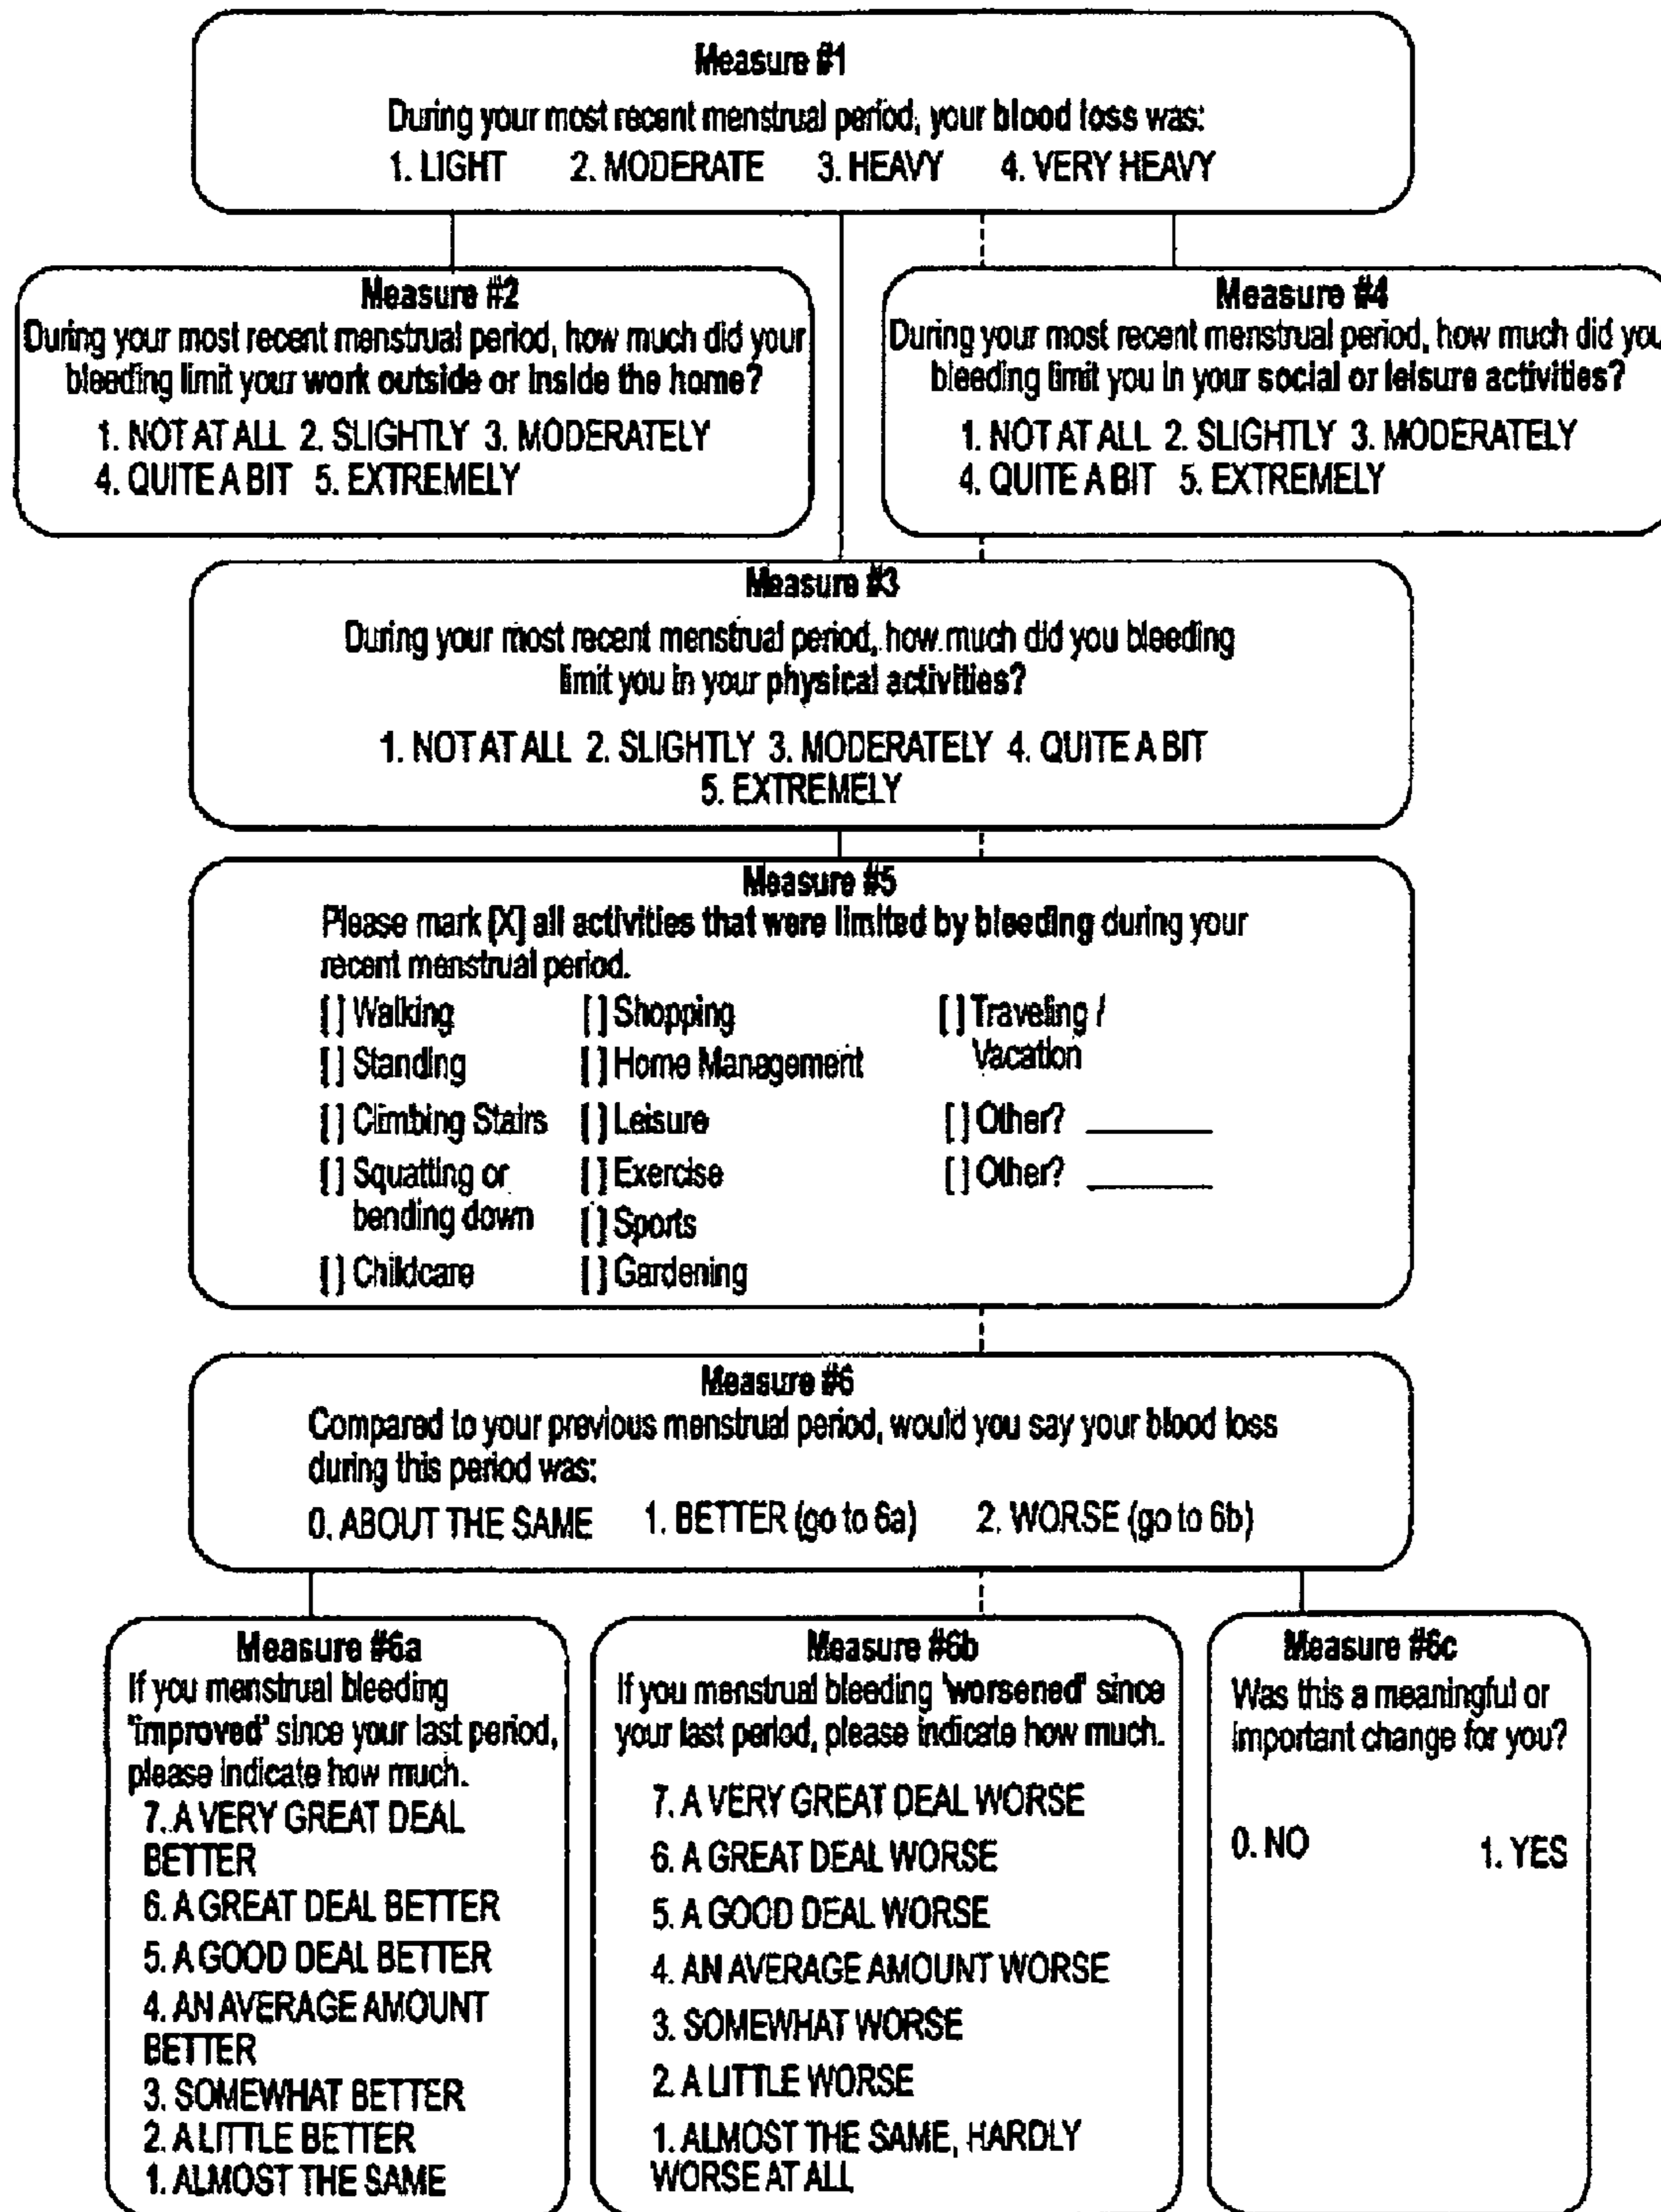 Measure #1
During your most recent menstrual period, your blood loss was:
1. LIGHT 2. MODERATE 3. HEAVY 4. VERY HEAVY
Measure #2
During your most recent menstrual period, how much did your
bleeding limit your work outside or inside the home?
1. NOT AT ALL 2. SLIGHTLY 3. MODERATELY
4. QUITE A BIT 5. EXTREMELY
Measure #4
During your most recent menstrual period, how much did you
bleeding limit you in your social or leisure activities?
1. NOT AT ALL 2. SLIGHTLY 3. MODERATELY
4. QUITE A BIT 5. EXTREMELY
Measure #3
During your most recent menstrual period, how much did you bleeding
limit you in your physical activities?
1. NOT AT ALL 2. SLIGHTLY 3. MODERATELY 4. QUITE A BIT
5. EXTREMELY
Measure #5
Please mark [X] all activities that were limited by bleeding during your
recent menstrual period.
[ ] Walking [ ] Shopping [ ] Traveling /
Vacation
[ ] Standing [ ] Home Management
[ ] Climbing Stairs [ ] Leisure [ ] Other? ________
[ ] Squatting or [ ] Exercise [ ] Other? ________
bending down [ ] Sports
[ ] Childcare [ ] Gardening
Measure #6
Compared to your previous menstrual period, would you say your blood loss
during this period was:
0. ABOUT THE SAME 1. BETTER (go to 6a) 2. WORSE (go to 6b)
Measure #6a
If you menstrual bleeding
"improved" since your last period,
please indicate how much.
7. A VERY GREAT DEAL
BETTER
6. A GREAT DEAL BETTER
5. A GOOD DEAL BETTER
4. AN AVERAGE AMOUNT
BETTER
3. SOMEWHAT BETTER
2. A LITTLE BETTER
1. ALMOST THE SAME
Measure #6b
If you menstrual bleeding 'worsened' since
your last period, please indicate how much.
7. A VERY GREAT DEAL WORSE
6. A GREAT DEAL WORSE
5. A GOOD DEAL WORSE
4. AN AVERAGE AMOUNT WORSE
3. SOMEWHAT WORSE
2. A LITTLE WORSE
1. ALMOST THE SAME, HARDLY
WORSE AT ALL
Measure #6c
Was this a meaningful or
important change for you?
0. NO 1. YES